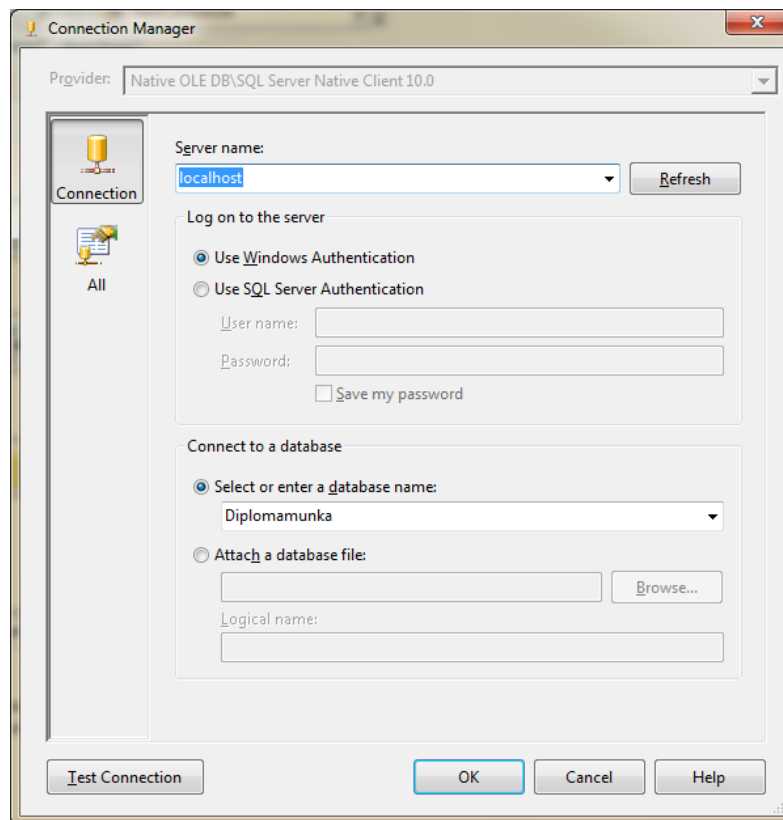 Connection Manager
Provider: Native OLE DB\SQL Server Native Client 10.0
Connection
All
Server name:
localhost
Refresh
Log on to the server
Use Windows Authentication
Use SQL Server Authentication
User name:
Password:
Save my password
Connect to a database
Select or enter a database name:
Diplomamunka
Attach a database file:
Browse...
Logical name:
Test Connection OK Cancel Help